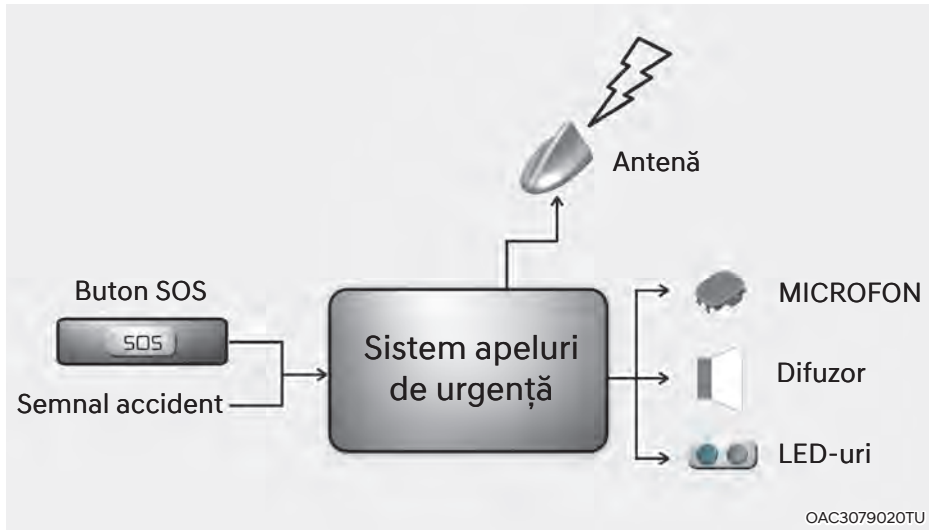 Antenă
Buton SOS
SOS
Semnal accident
Sistem apeluri
de urgență
MICROFON
Difuzor
LED-uri
OAC3079020TU